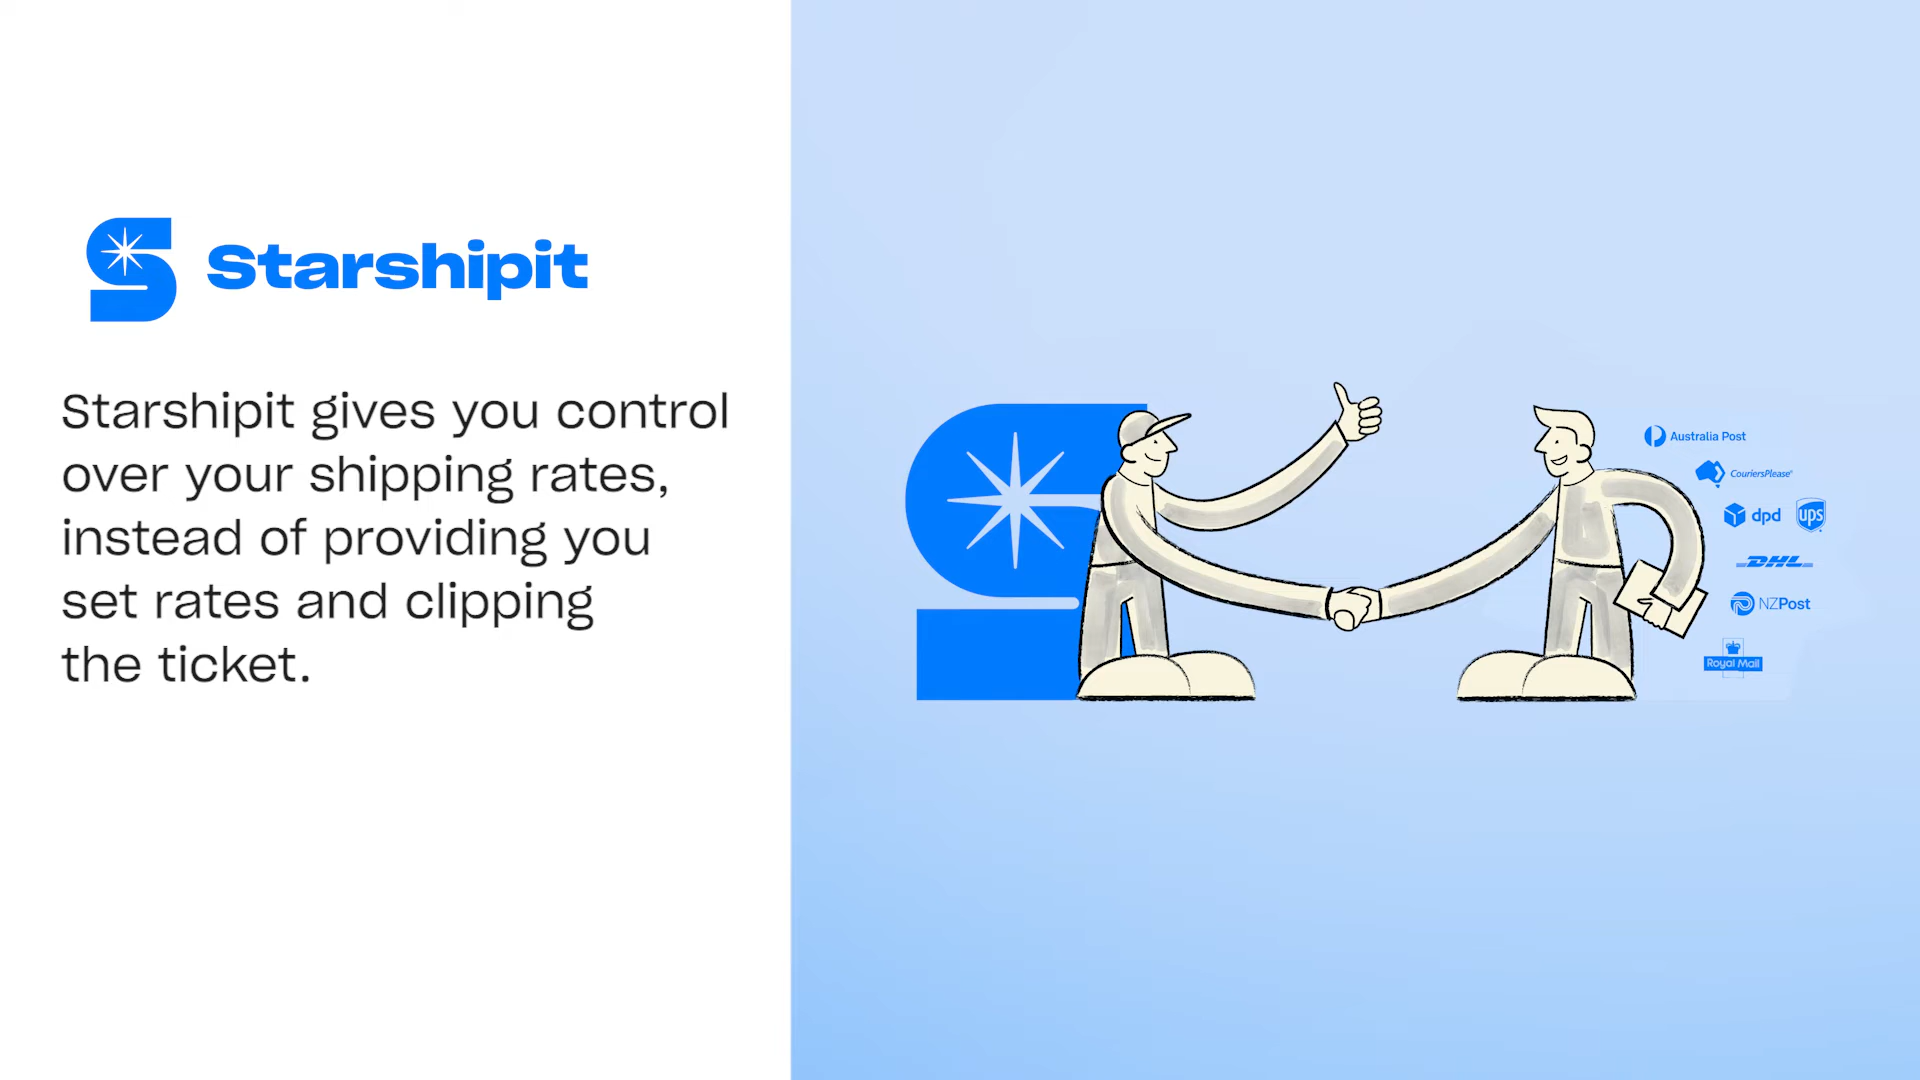 Starshipit
Starshipit gives you control
over your shipping rates,
instead of providing you
set rates and clipping
the ticket.
Australia Post
CouriersPlease
dpd
ups
DHL
NZPost
Royal Mail